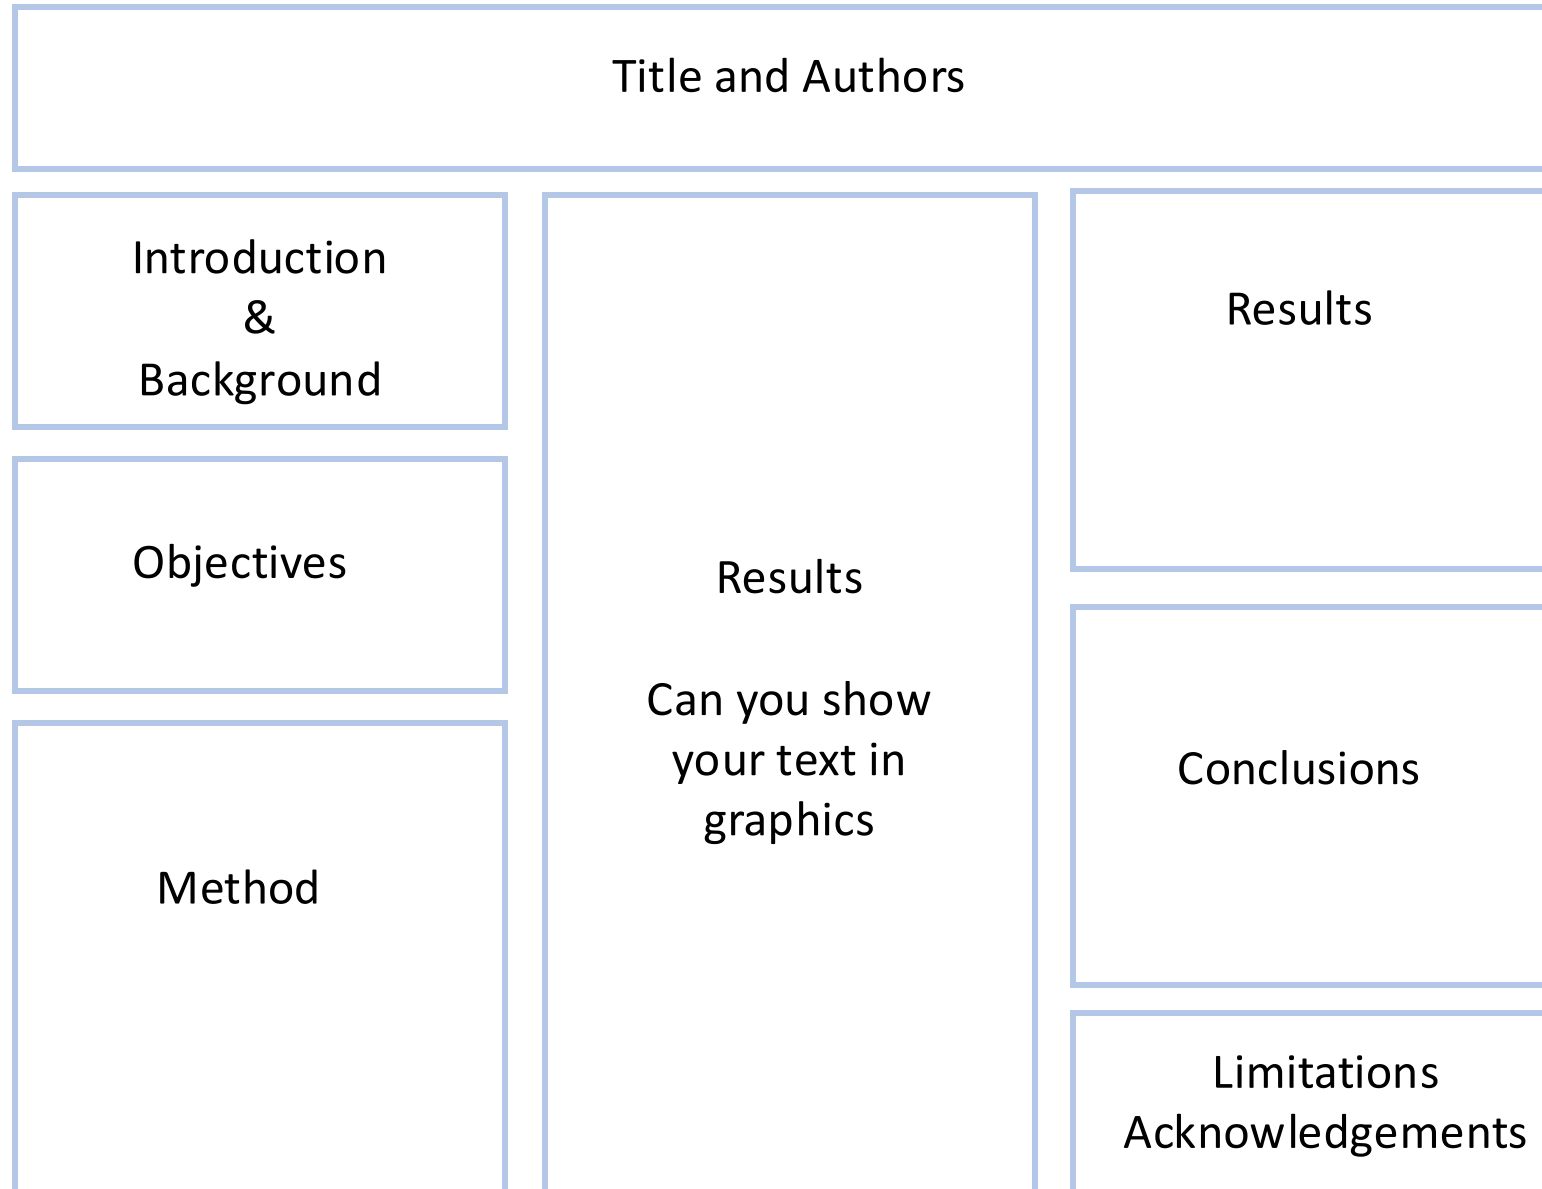 Title and Authors
Introduction
&
Background
Objectives
Method
Results
Can you show
your text in
graphics
Results
Conclusions
Limitations
Acknowledgements